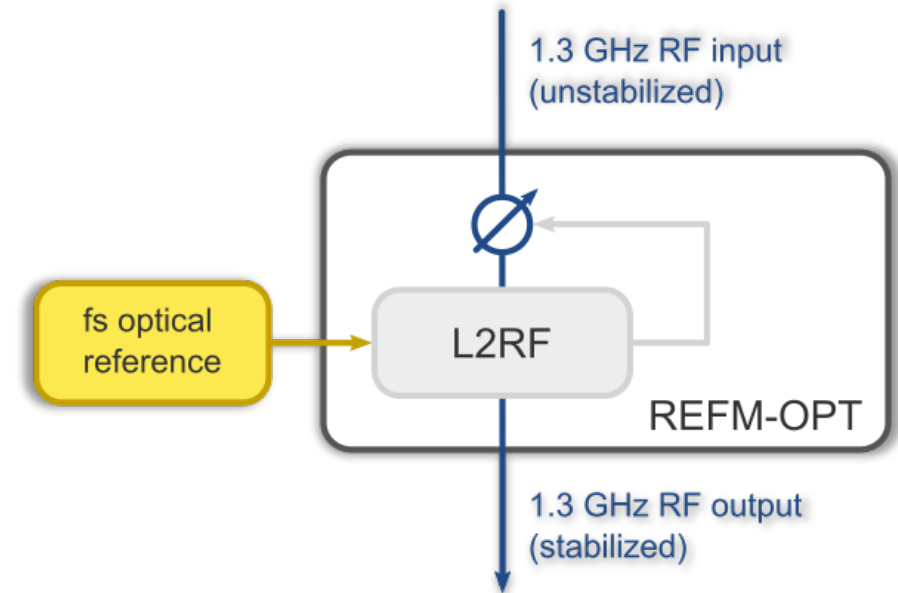 1.3 GHz RF input
(unstabilized)
fs optical
reference
L2RF
REFM-OPT
1.3 GHz RF output
(stabilized)